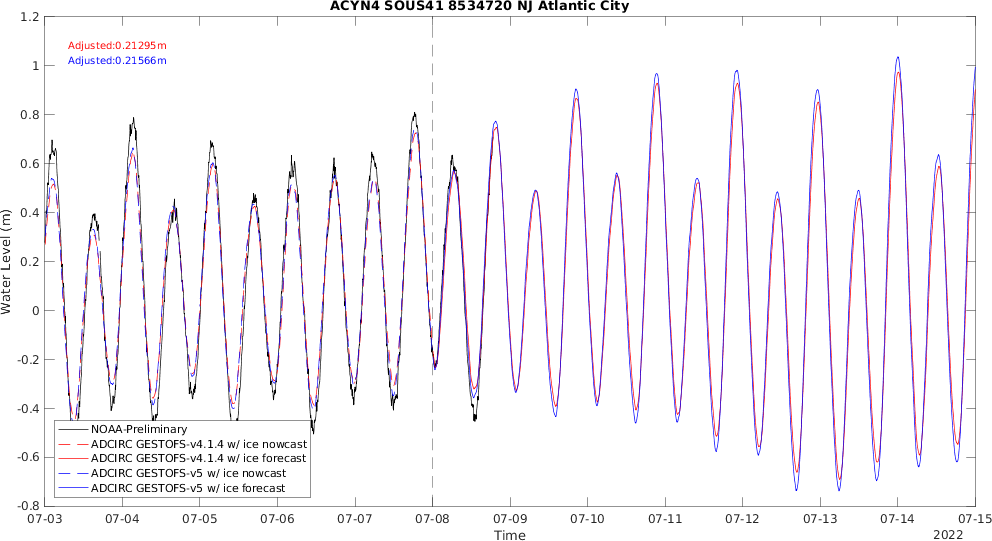 ACYN4 SOUS41 8534720 NJ Atlantic City
1.2
Adjusted:0.21295m
Adjusted:0.21566m
1
0.8
0.6
0.4
0.2
0
-0.2
-0.4
-0.6
-0.8
Water Level (m)
NOAA-Preliminary
ADCIRC GESTOFS-v4.1.4 w/ ice nowcast
ADCIRC GESTOFS-v4.1.4 w/ ice forecast
ADCIRC GESTOFS-v5 w/ ice nowcast
ADCIRC GESTOFS-v5 w/ ice forecast
07-03 07-04 07-05 07-06 07-07 07-08 07-09 07-10 07-11 07-12 07-13 07-14 07-15
Time
2022